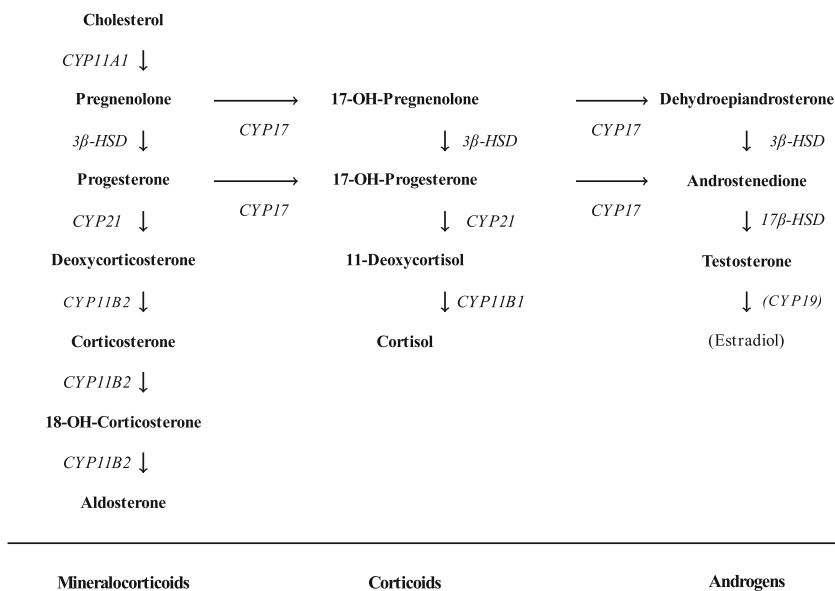 Cholesterol
CYP11A1
Pregnenolone 17-OH-Pregnenolone Dehydroepiandrosterone
CYP17 CYP17
3β-HSD 3β-HSD 3β-HSD
Progesterone 17-OH-Progesterone Androstenedione
CYP17 CYP17
CYP21 CYP21 17β-HSD
Deoxycorticosterone 11-Deoxycortisol Testosterone
CYP11B2 CYP11B1 (CYP19)
Corticosterone Cortisol (Estradiol)
CYP11B2
18-OH-Corticosterone
CYP11B2
Aldosterone
Mineralocorticoids Corticoids Androgens